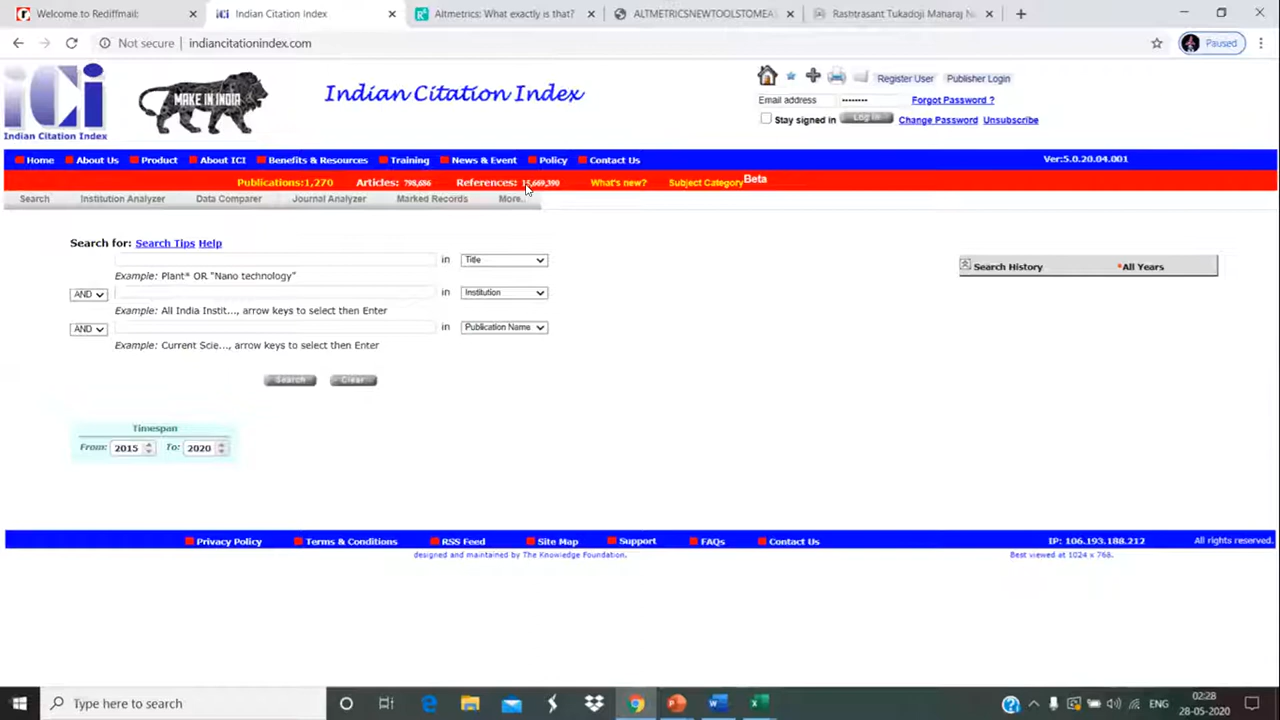 Welcome to Rediffmail:
Indian Citation Index
Altmetrics: What exactly is that?
ALTMETRICSNEWTOOLSTOMEA
Rashtrasant Tukadoji Maharaj N
Not secure
indiancitationindex.com
Paused
ici
Indian Citation Index
MAKE IN INDIA
Indian Citation Index
Register User
Publisher Login
Email address
Forgot Password ?
Stay signed in
Log In
Change Password
Unsubscribe
Home
About Us
Product
About ICI
Benefits & Resources
Training
News & Event
Policy
Contact Us
Ver:5.0.20.04.001
Publications:1,270
Articles: 798,686
References:
What's new?
Subject Category
Beta
Search
Institution Analyzer
Data Comparer
Journal Analyzer
Marked Records
More..
Search for: Search Tips Help
in Title
Example: Plant* OR "Nano technology"
AND in Institution
Example: All India Instit..., arrow keys to select then Enter
AND in Publication Name
Example: Current Scie..., arrow keys to select then Enter
Search
Clear
Timespan
From: 2015 To: 2020
Search History
*All Years
Privacy Policy
Terms & Conditions
RSS Feed
Site Map
Support
FAQs
Contact Us
IP: 106.193.188.212
All rights reserved.
designed and maintained by The Knowledge Foundation.
Best viewed at 1024 x 768.
Type here to search
ENG
02:28
28-05-2020